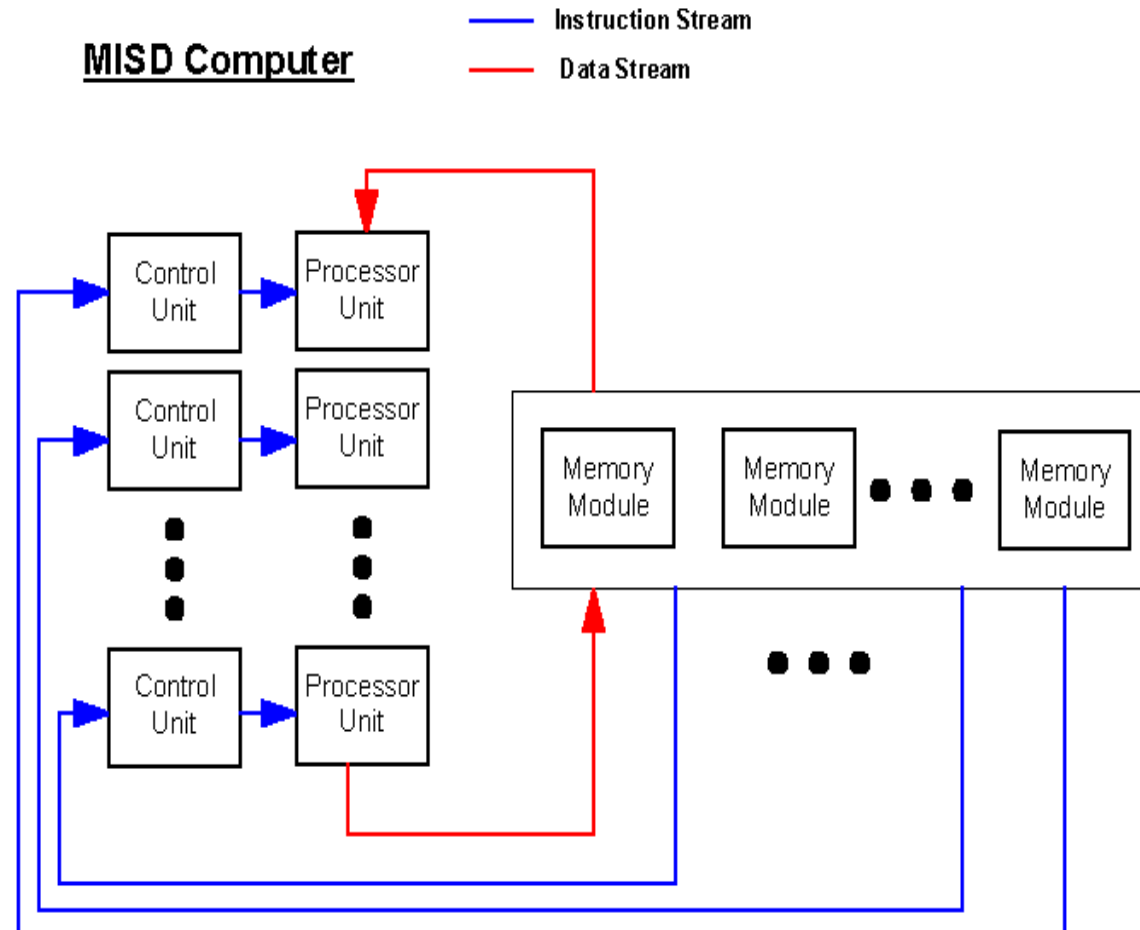 Instruction Stream
MISD Computer
Data Stream
Control
Unit
Processor
Unit
Control
Unit
Processor
Unit
Memory
Module
Memory
Module
Memory
Module
Control
Unit
Processor
Unit